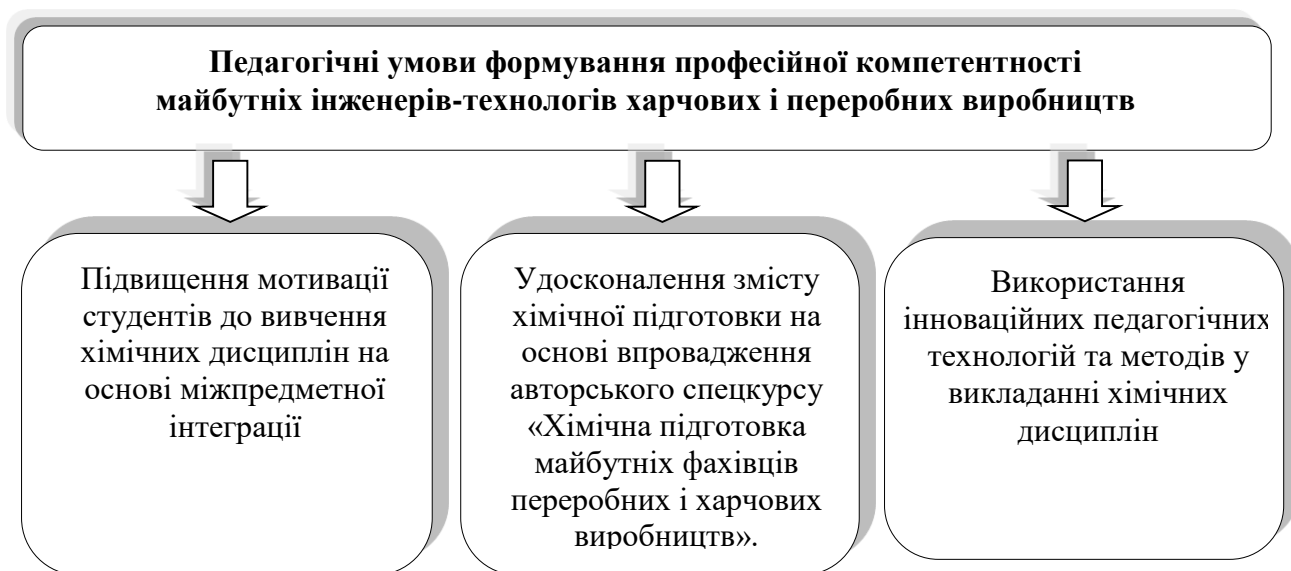 Педагогічні умови формування професійної компетентності
майбутніх інженерів-технологів харчових і переробних виробництв
Підвищення мотивації
студентів до вивчення
хімічних дисциплін на
основі міжпредметної
інтеграції
Удосконалення змісту
хімічної підготовки на
основі впровадження
авторського спецкурсу
«Хімічна підготовка
майбутніх фахівців
переробних і харчових
виробництв».
Використання
інноваційних педагогічних
технологій та методів у
викладанні хімічних
дисциплін